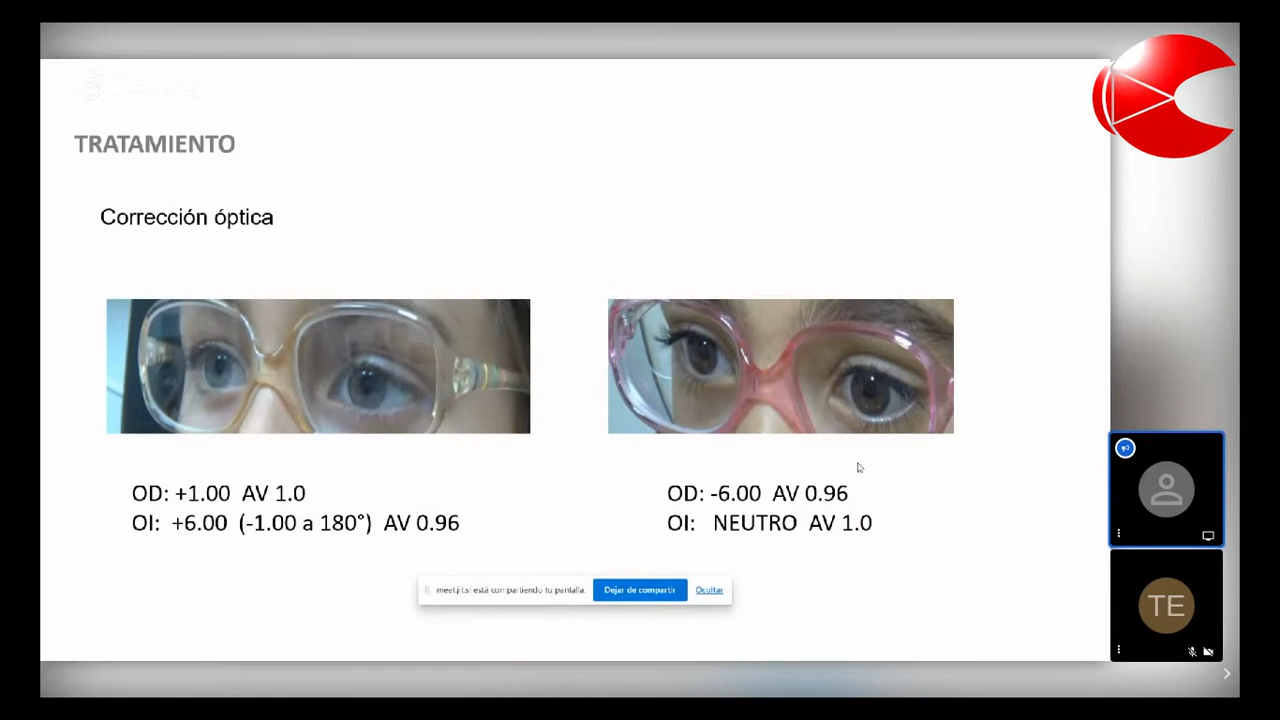 TRATAMIENTO
Corrección óptica
OD: +1.00 AV 1.0
OI: +6.00 (-1.00 a 180°) AV 0.96
OD: -6.00 AV 0.96
OI: NEUTRO AV 1.0
meet.jit.si está compartiendo tu pantalla.
Dejar de compartir
Ocultar
TE